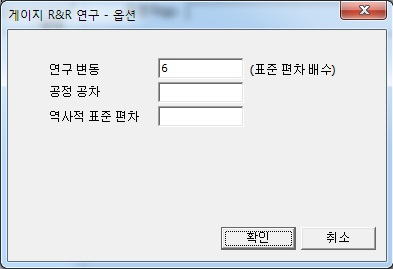 게이지 R&R 연구 - 옵션
연구 변동 6 (표준 편차 배수)
공정 공차
역사적 표준 편차
확인 취소